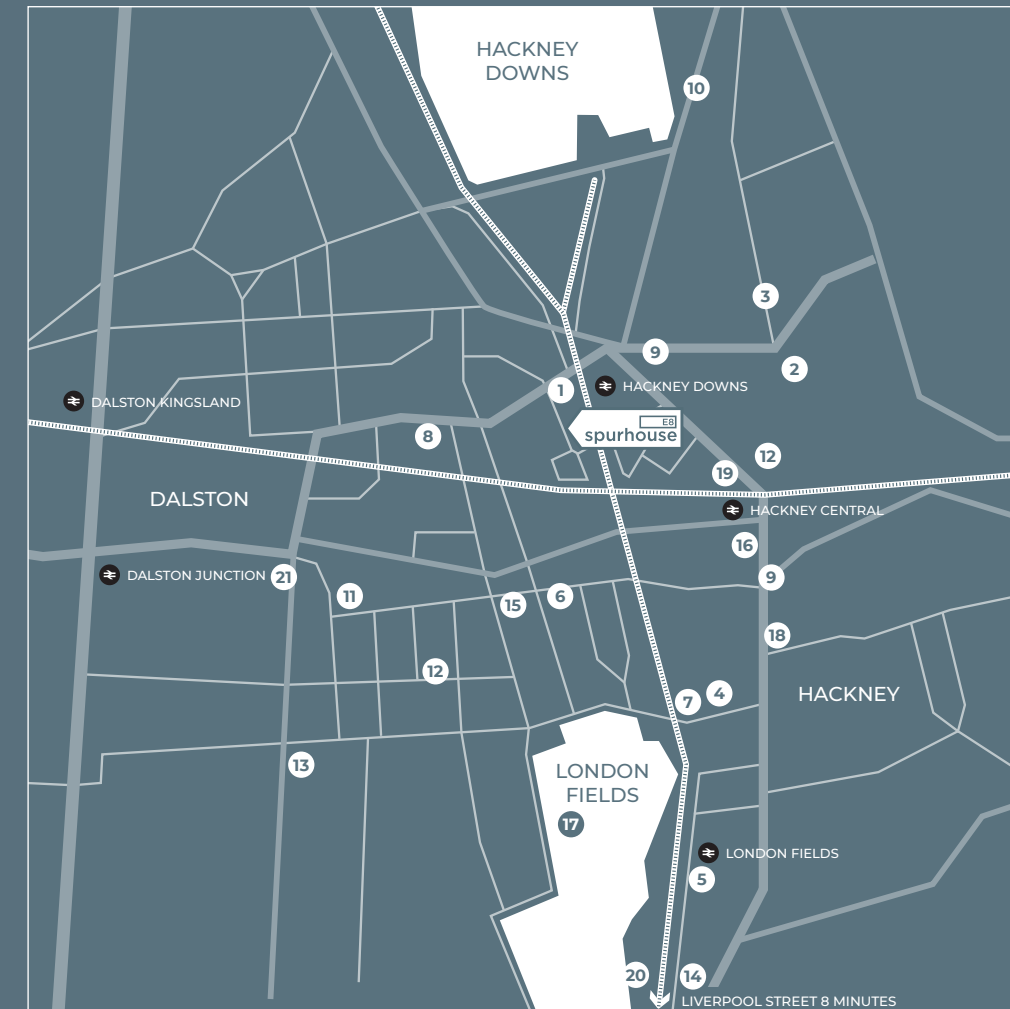 HACKNEY
DOWNS
10
3
9
2
1
HACKNEY DOWNS
DALSTON KINGSLAND
E8
spurhouse
8
12
19
DALSTON
HACKNEY CENTRAL
16
DALSTON JUNCTION
21
9
11
15
6
18
12
7
4
HACKNEY
13
LONDON
FIELDS
17
LONDON FIELDS
5
20
14
LIVERPOOL STREET 8 MINUTES